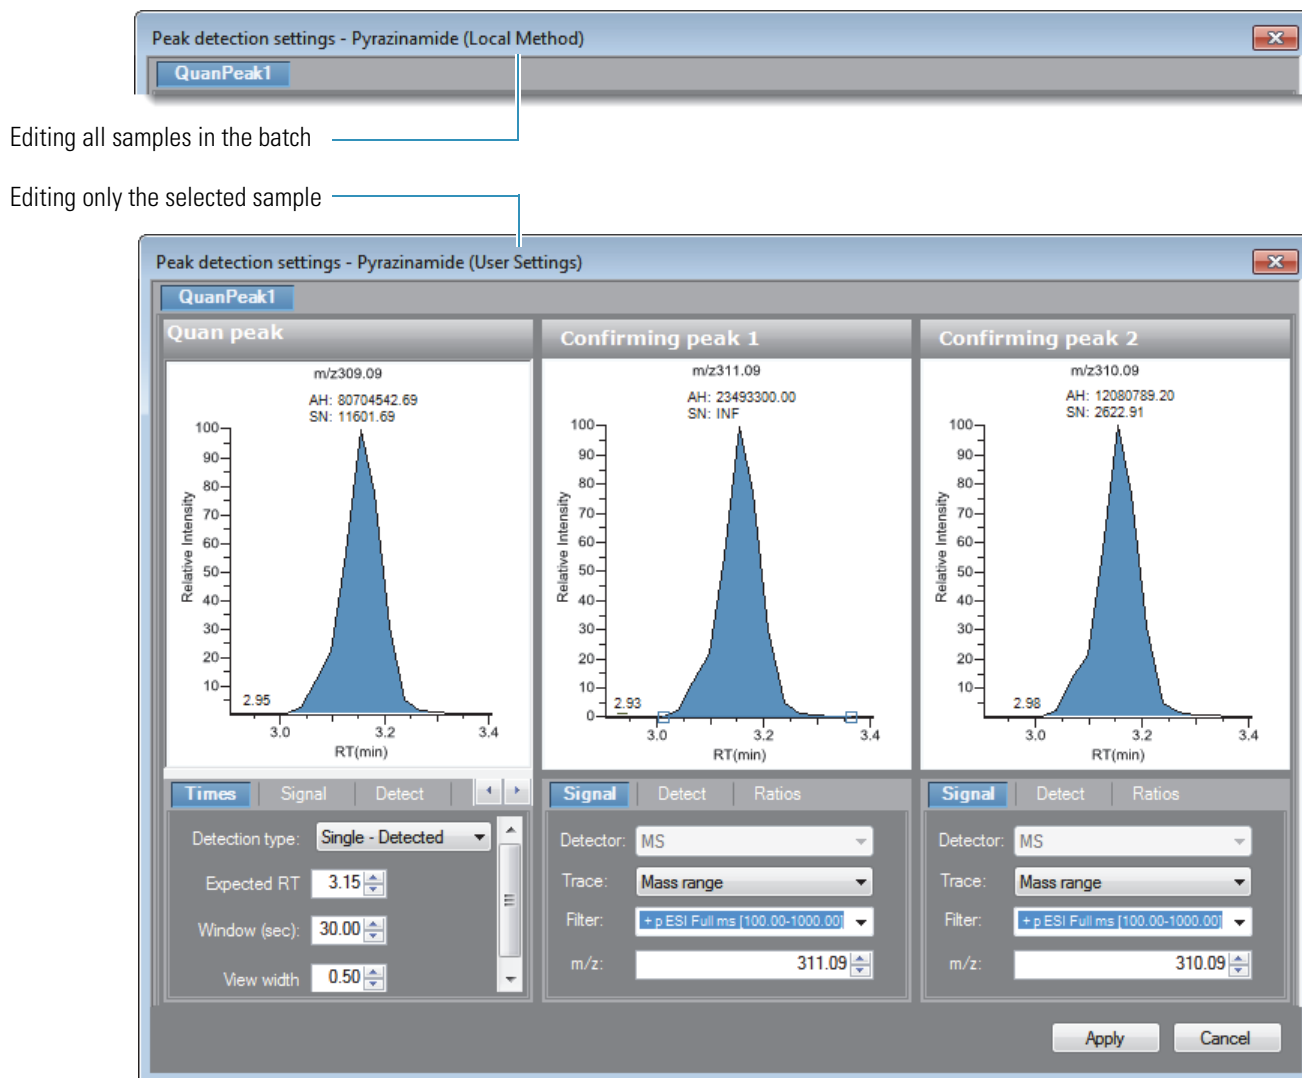 Peak detection settings - Pyrazinamide (Local Method)
QuanPeak1
Editing all samples in the batch
Editing only the selected sample
Peak detection settings - Pyrazinamide (User Settings)
QuanPeak1
Quan peak
m/z309.09
AH: 80704542.69
SN: 11601.69
100
90
80
70
60
50
40
30
20
10
Relative Intensity
2.95
3.0 3.2 3.4
RT(min)
Times Signal Detect
Detection type: Single - Detected
Expected RT 3.15
Window (sec): 30.00
View width 0.50
Confirming peak 1
m/z311.09
AH: 23493300.00
SN: INF
100
90
80
70
60
50
40
30
20
10
0
Relative Intensity
2.93
3.0 3.2 3.4
RT(min)
Signal Detect Ratios
Detector: MS
Trace: Mass range
Filter: + p ESI Full ms [100.00-1000.00]
m/z: 311.09
Confirming peak 2
m/z310.09
AH: 12080789.20
SN: 2622.91
100
90
80
70
60
50
40
30
20
10
Relative Intensity
2.98
3.0 3.2 3.4
RT(min)
Signal Detect Ratios
Detector: MS
Trace: Mass range
Filter: + p ESI Full ms [100.00-1000.00]
m/z: 310.09
Apply Cancel